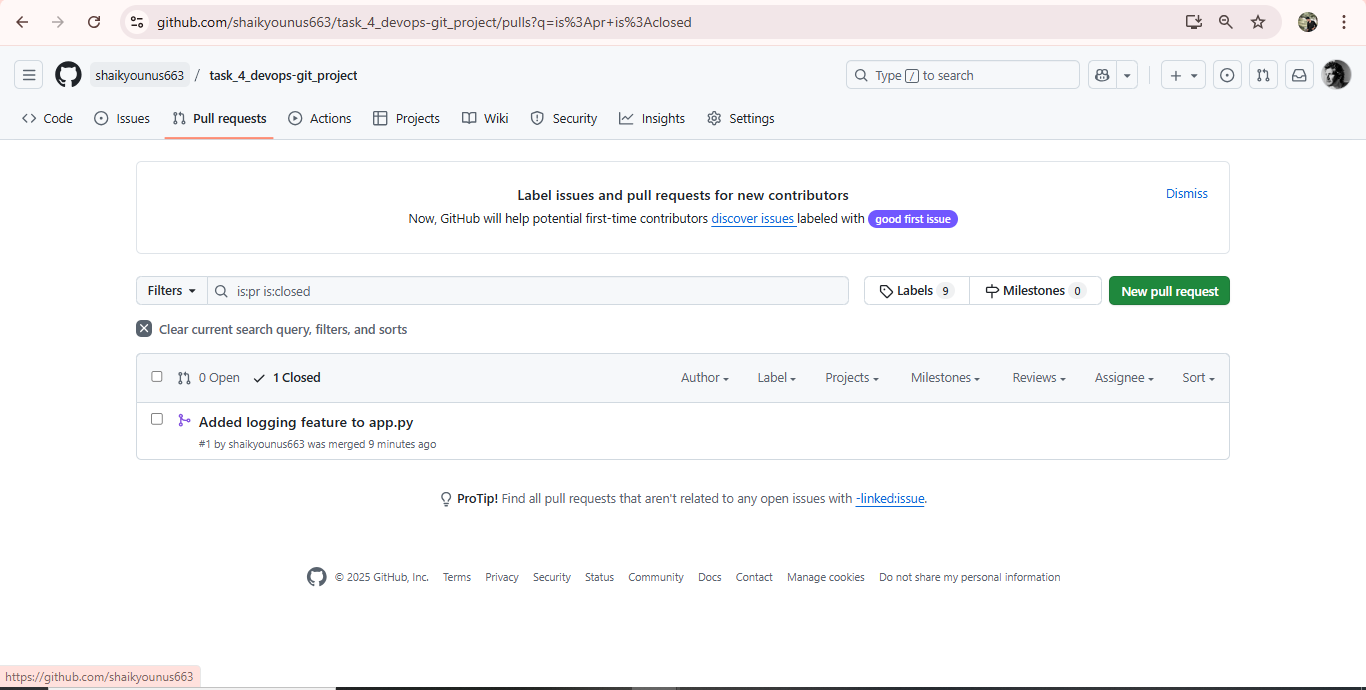 github.com/shaikyounus663/task_4_devops-git_project/pulls?q=is%3Apr+is%3Aclosed
shaikyounus663 / task_4_devops-git_project
Type / to search
Code Issues Pull requests Actions Projects Wiki Security Insights Settings
Label issues and pull requests for new contributors
Dismiss
Now, GitHub will help potential first-time contributors discover issues labeled with good first issue
Filters is:pr is:closed Labels 9 Milestones 0 New pull request
Clear current search query, filters, and sorts
0 Open 1 Closed Author Label Projects Milestones Reviews Assignee Sort
Added logging feature to app.py
#1 by shaikyounus663 was merged 9 minutes ago
ProTip! Find all pull requests that aren't related to any open issues with -linked:issue.
© 2025 GitHub, Inc. Terms Privacy Security Status Community Docs Contact Manage cookies Do not share my personal information
https://github.com/shaikyounus663